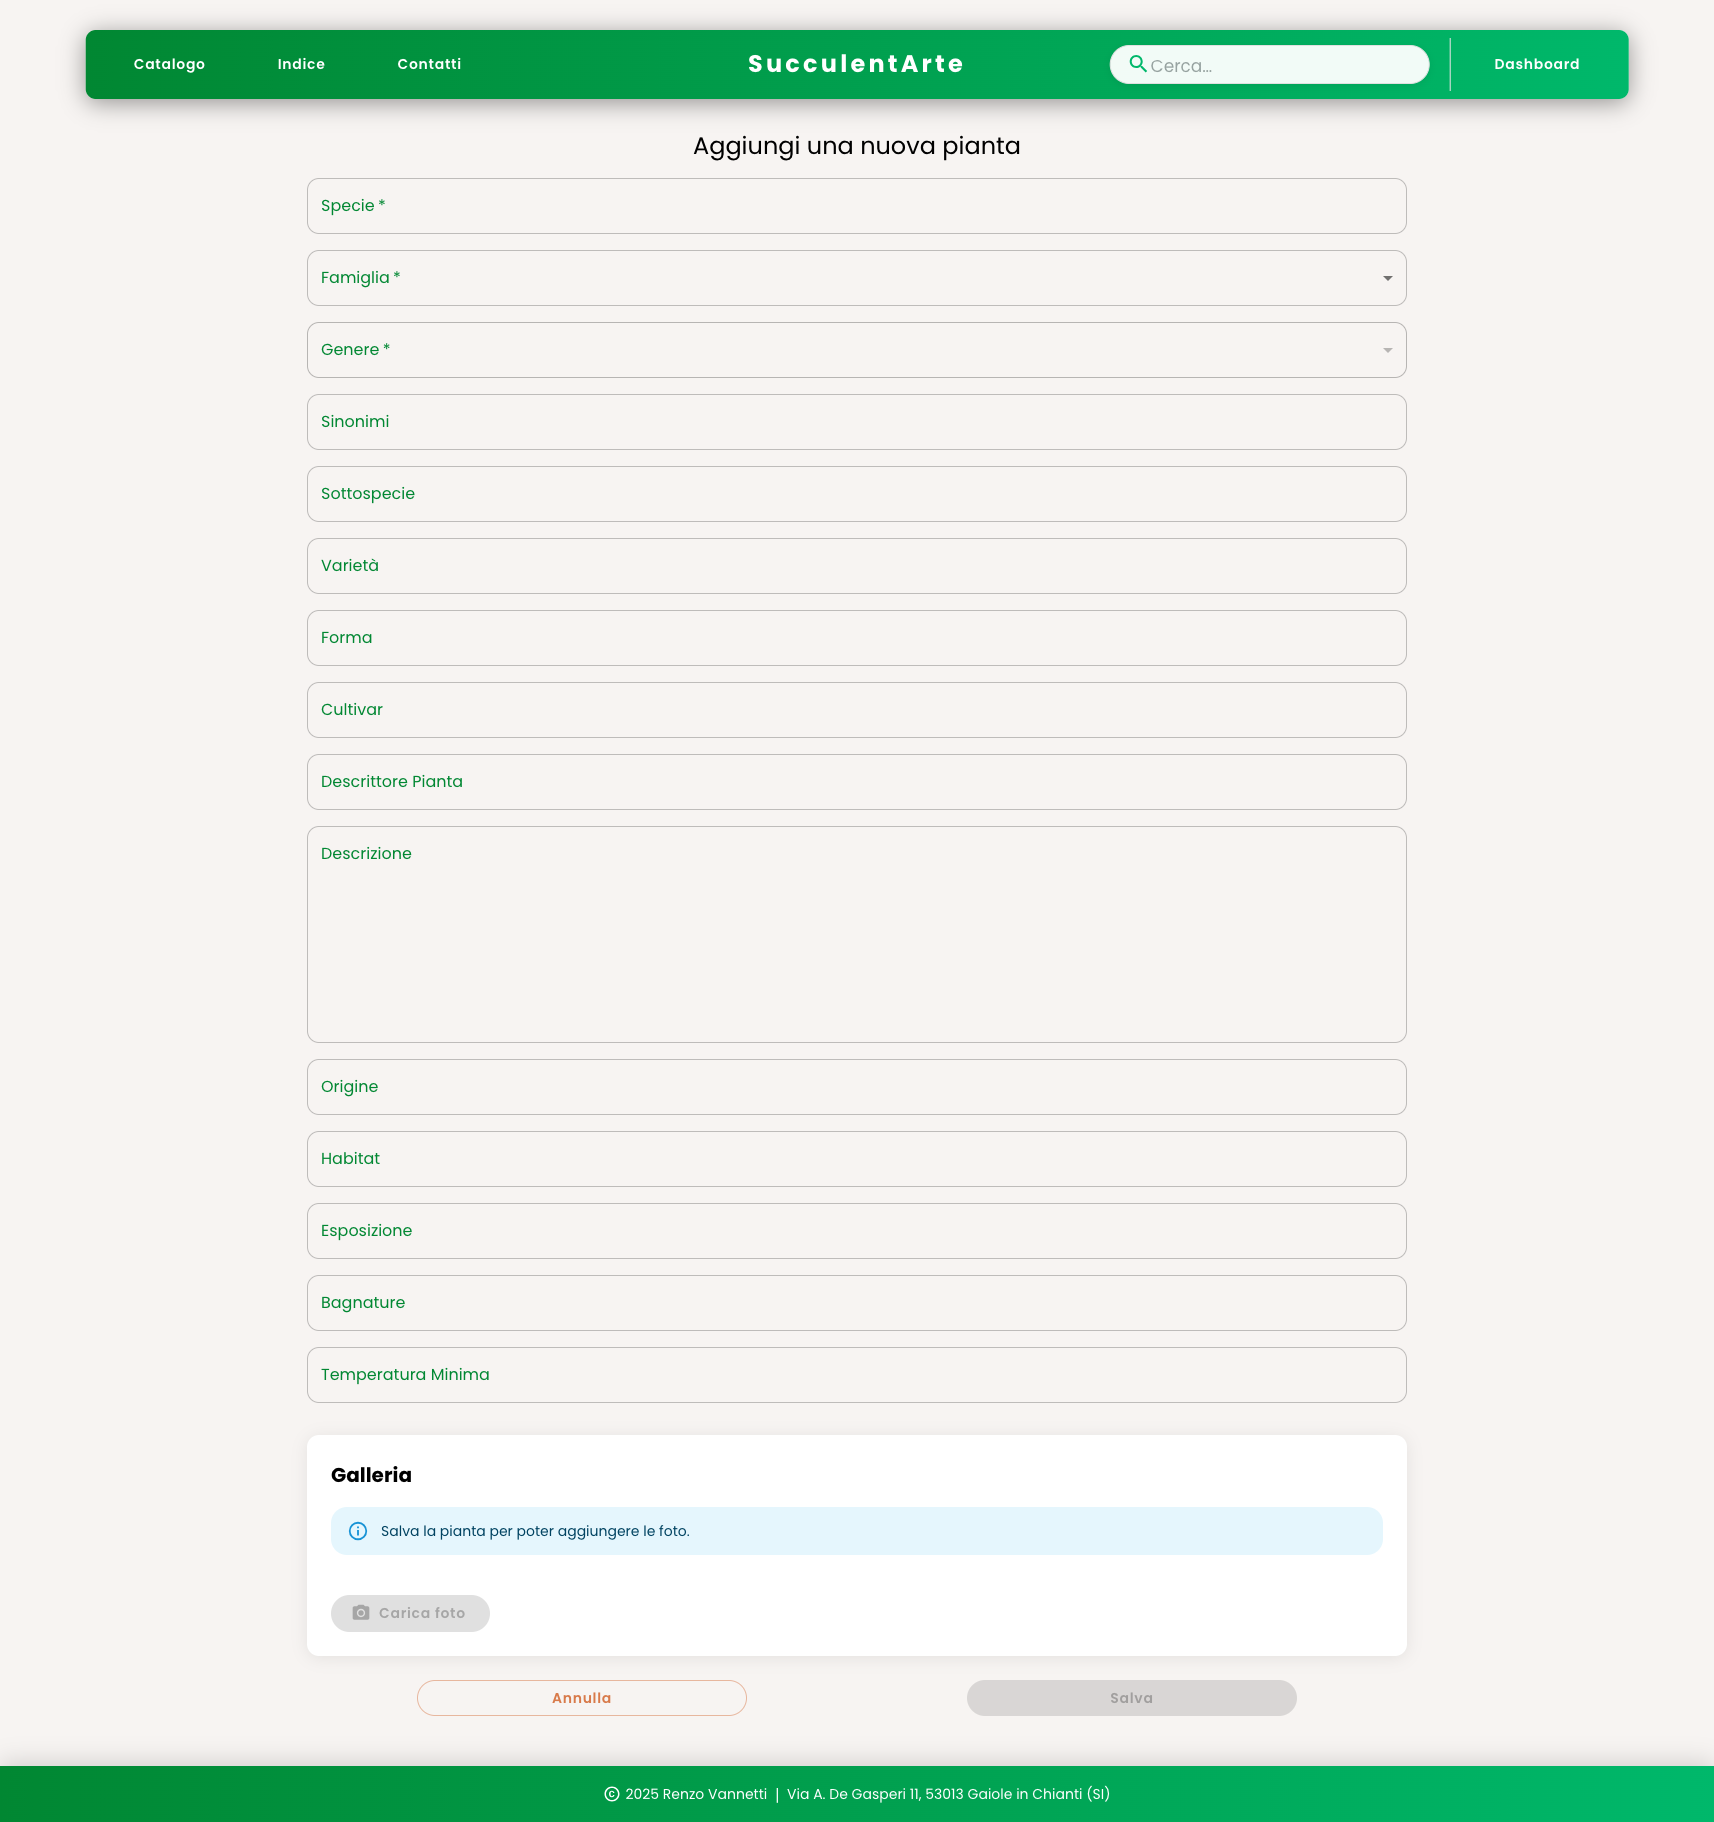 Catalogo Indice Contatti SucculentArte Cerca... Dashboard
Aggiungi una nuova pianta
Specie *
Famiglia *
Genere *
Sinonimi
Sottospecie
Varietà
Forma
Cultivar
Descrittore Pianta
Descrizione
Origine
Habitat
Esposizione
Bagnature
Temperatura Minima
Galleria
Salva la pianta per poter aggiungere le foto.
Carica foto
Annulla Salva
© 2025 Renzo Vannetti | Via A. De Gasperi 11, 53013 Gaiole in Chianti (SI)